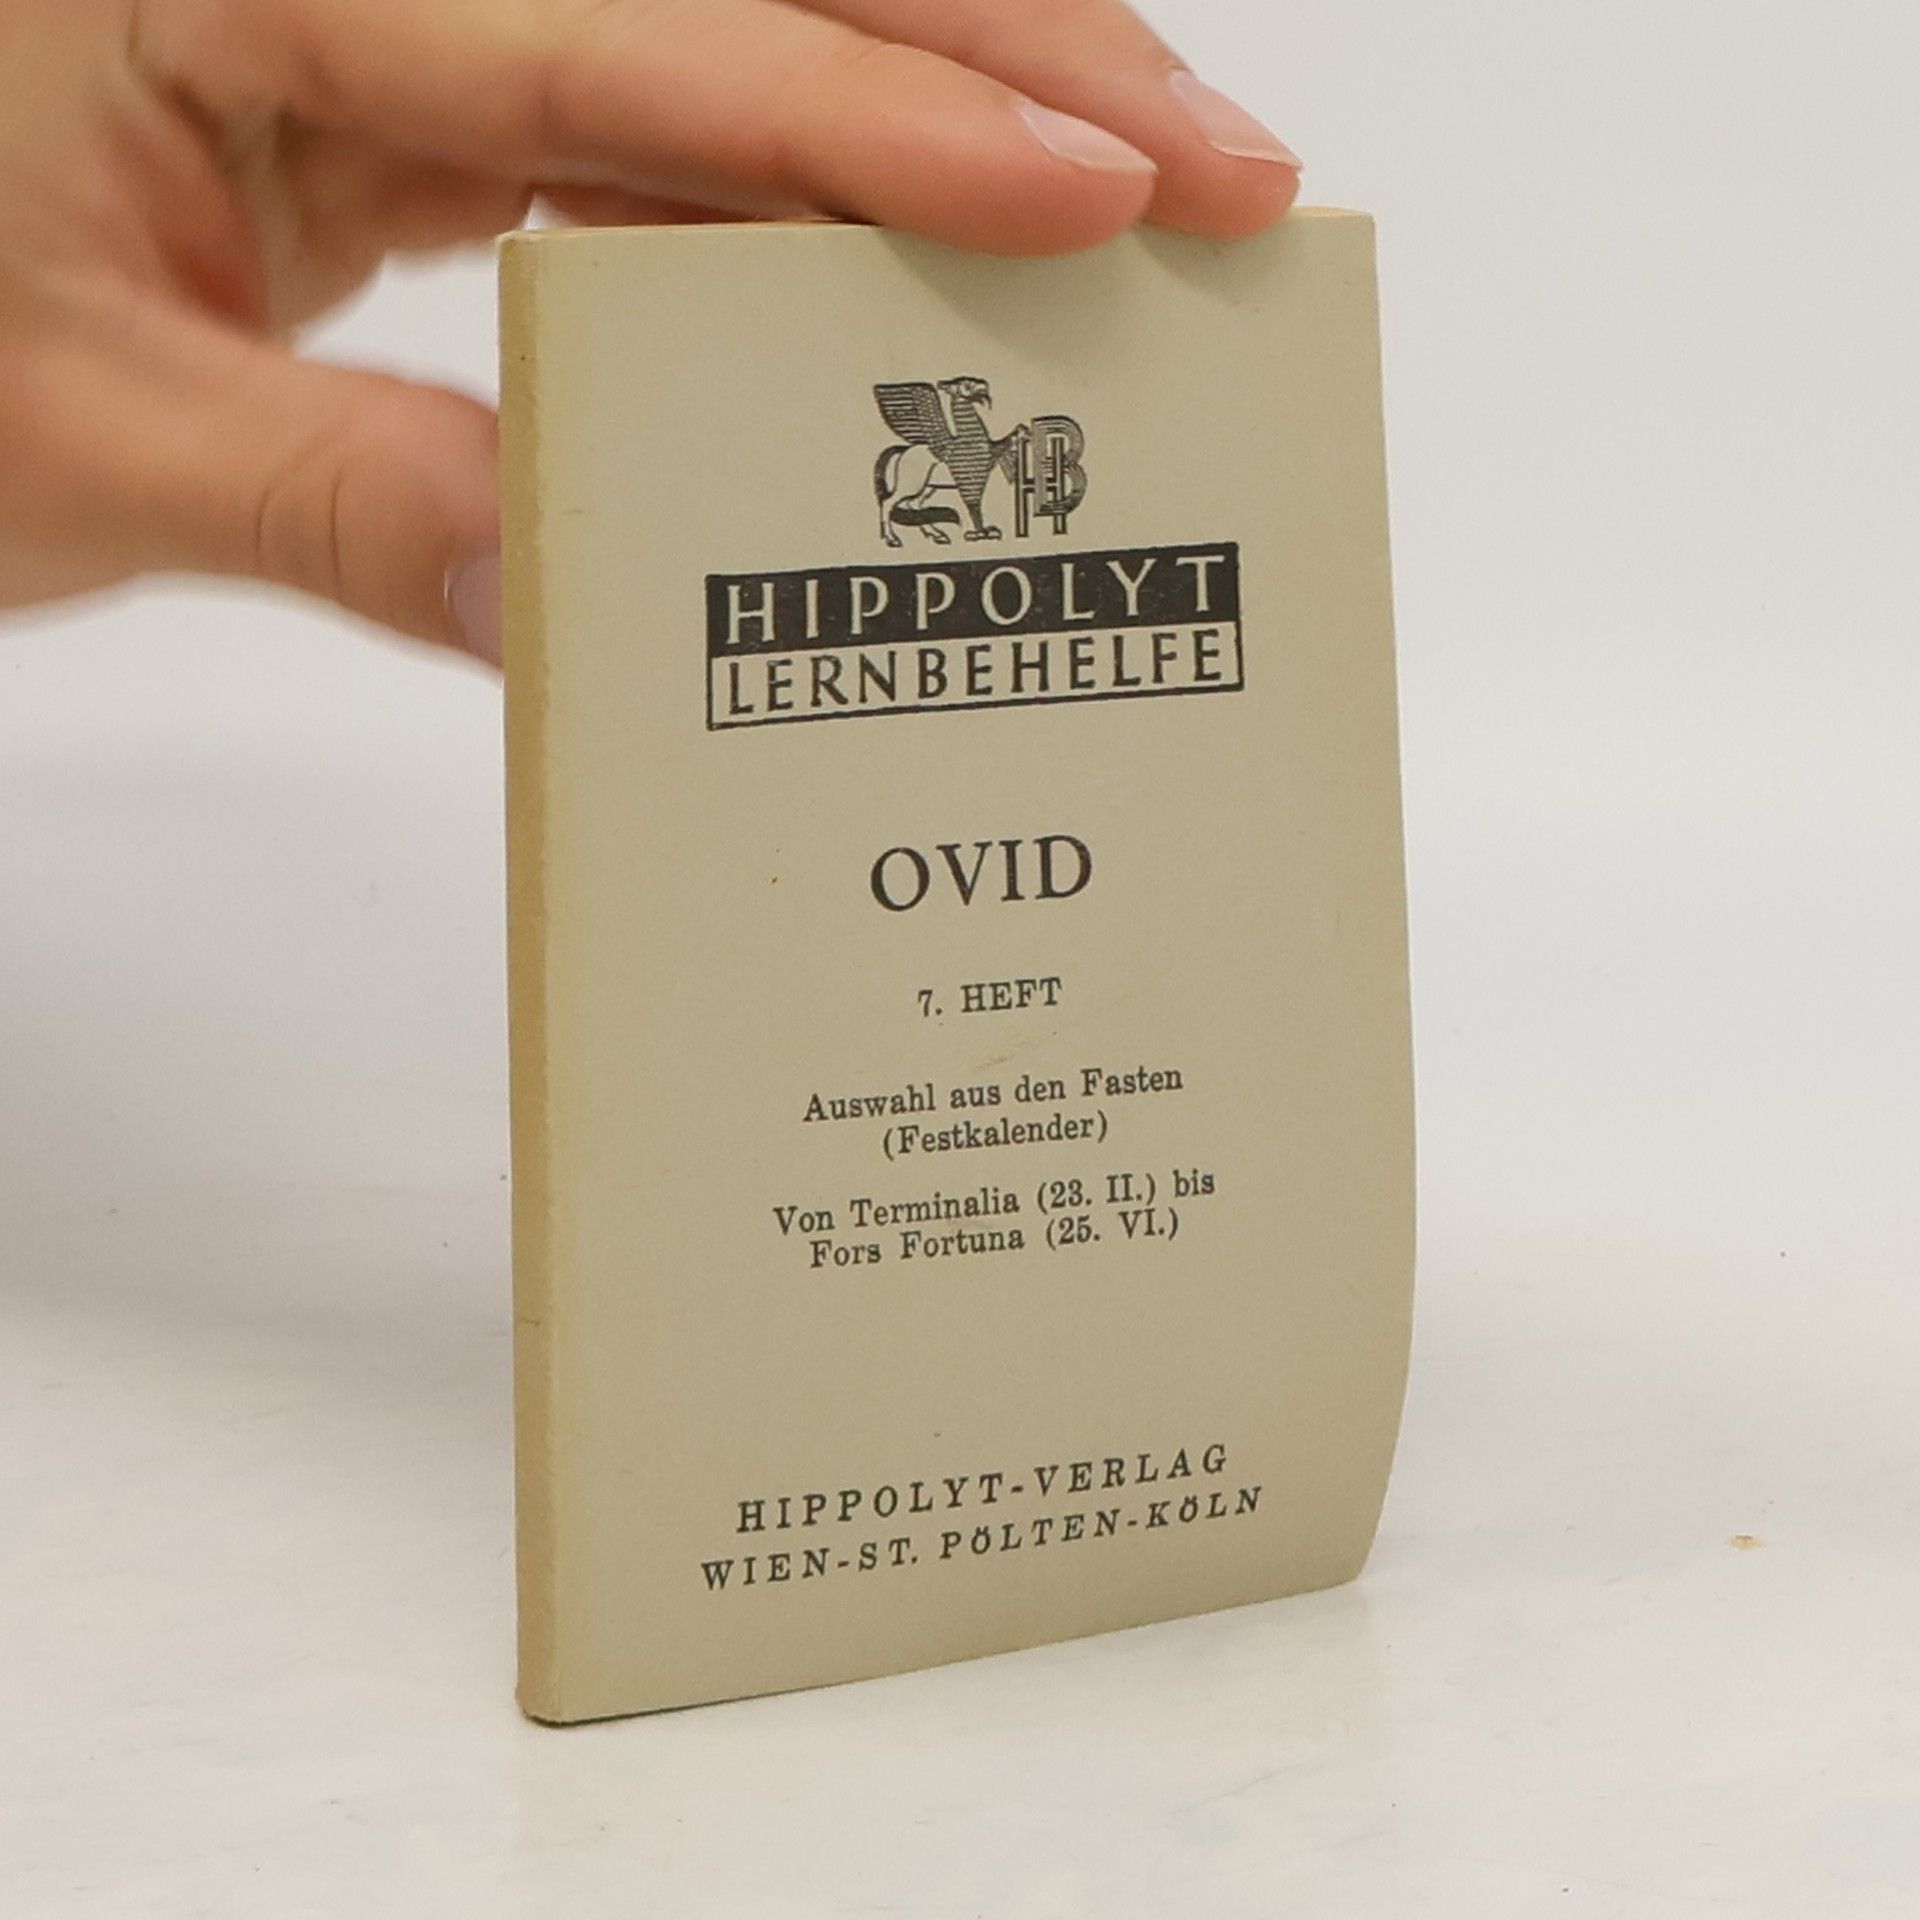 HB
HIPPOLYT
LERNBEHELFE
OVID
7. HEFT
Auswahl aus den Fasten
(Festkalender)
Von Terminalia (23. II.) bis
Fors Fortuna (25. VI.)
HIPPOLYT-VERLAG
WIEN-ST. PÖLTEN-KÖLN